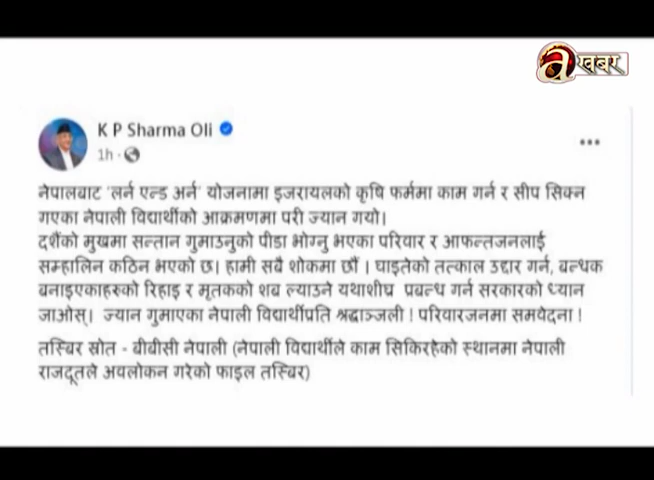 a खबर
K P Sharma Oli
1h ·
नेपालबाट 'लर्न एन्ड अर्न' योजनामा इजरायलको कृषि फर्ममा काम गर्न र सीप सिक्न
गएका नेपाली विद्यार्थीको आक्रमणमा परी ज्यान गयो।
दशैंको मुखमा सन्तान गुमाउनुको पीडा भोग्नु भएका परिवार र आफन्तजनलाई
सम्हालिन कठिन भएको छ। हामी सबै शोकमा छौं । घाइतेको तत्काल उद्दार गर्न, बन्धक
बनाइएकाहरुको रिहाइ र मृतकको शब ल्याउने यथाशीघ्र प्रबन्ध गर्न सरकारको ध्यान
जाओस्। ज्यान गुमाएका नेपाली विद्यार्थीप्रति श्रद्धाञ्जली ! परिवारजनमा समवेदना !
तस्बिर स्रोत - बीबीसी नेपाली (नेपाली विद्यार्थीले काम सिकिरहेको स्थानमा नेपाली
राजदूतले अवलोकन गरेको फाइल तस्बिर)